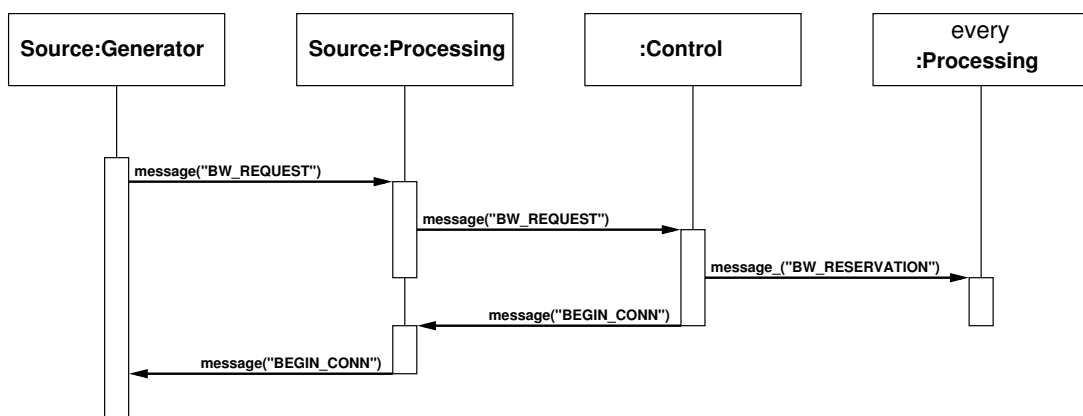 Source:Generator
Source:Processing
:Control
every
:Processing
message("BW_REQUEST")
message("BW_REQUEST")
message_("BW_RESERVATION")
message("BEGIN_CONN")
message("BEGIN_CONN")